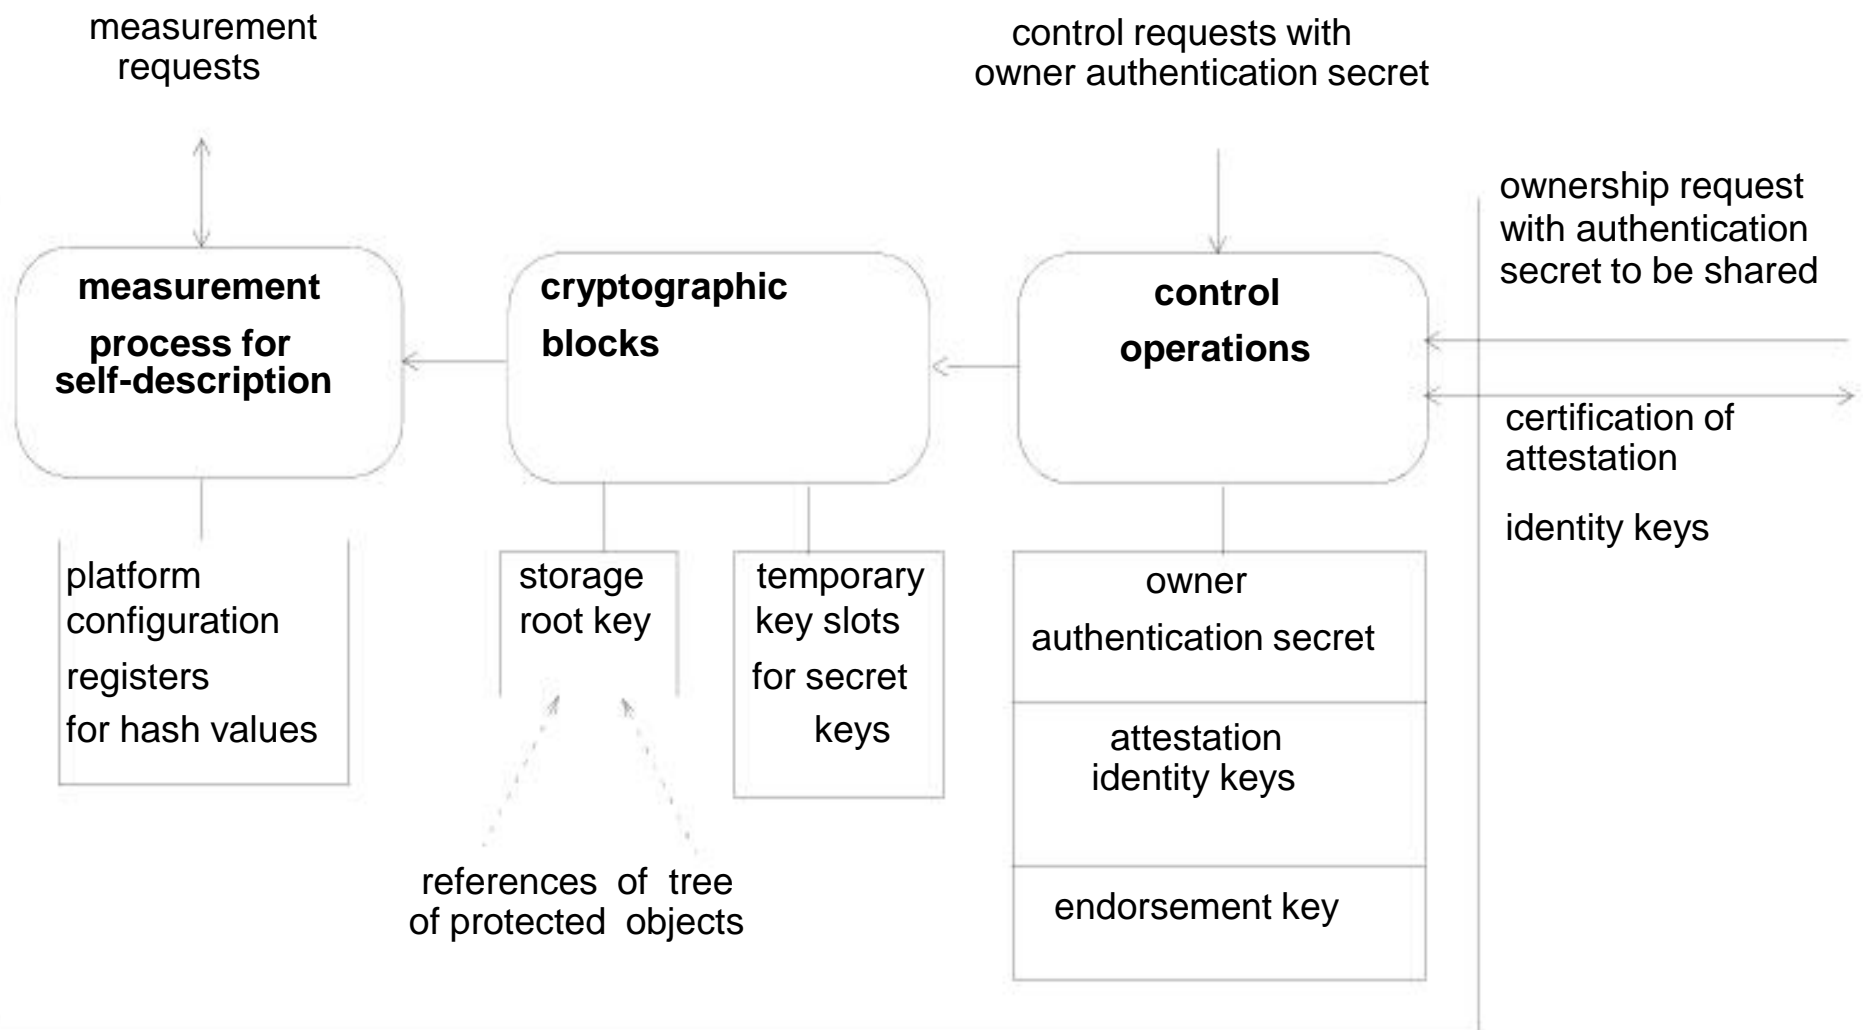 measurement
requests
control requests with
owner authentication secret
ownership request
with authentication
secret to be shared
measurement
process for
self-description
cryptographic
blocks
control
operations
certification of
attestation
identity keys
platform
configuration
registers
for hash values
storage
root key
temporary
key slots
for secret
keys
owner
authentication secret
attestation
identity keys
endorsement key
references of tree
of protected objects